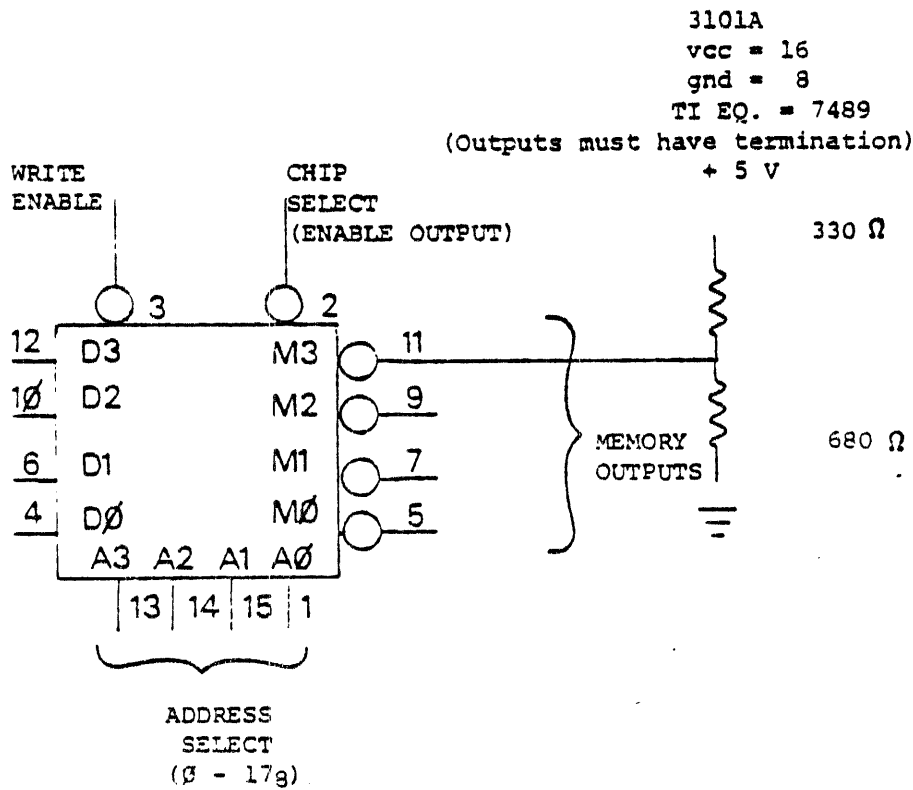 3101A
vcc = 16
gnd = 8
TI EQ. = 7489
(Outputs must have termination)
+ 5 V
WRITE
ENABLE
CHIP
SELECT
(ENABLE OUTPUT)
330 Ω
3
2
12
D3
M3
11
1Ø
D2
M2
9
6
D1
M1
7
4
DØ
MØ
5
MEMORY
OUTPUTS
680 Ω
A3 A2 A1 AØ
13 14 15 1
ADDRESS
SELECT
(Ø - 17₈)